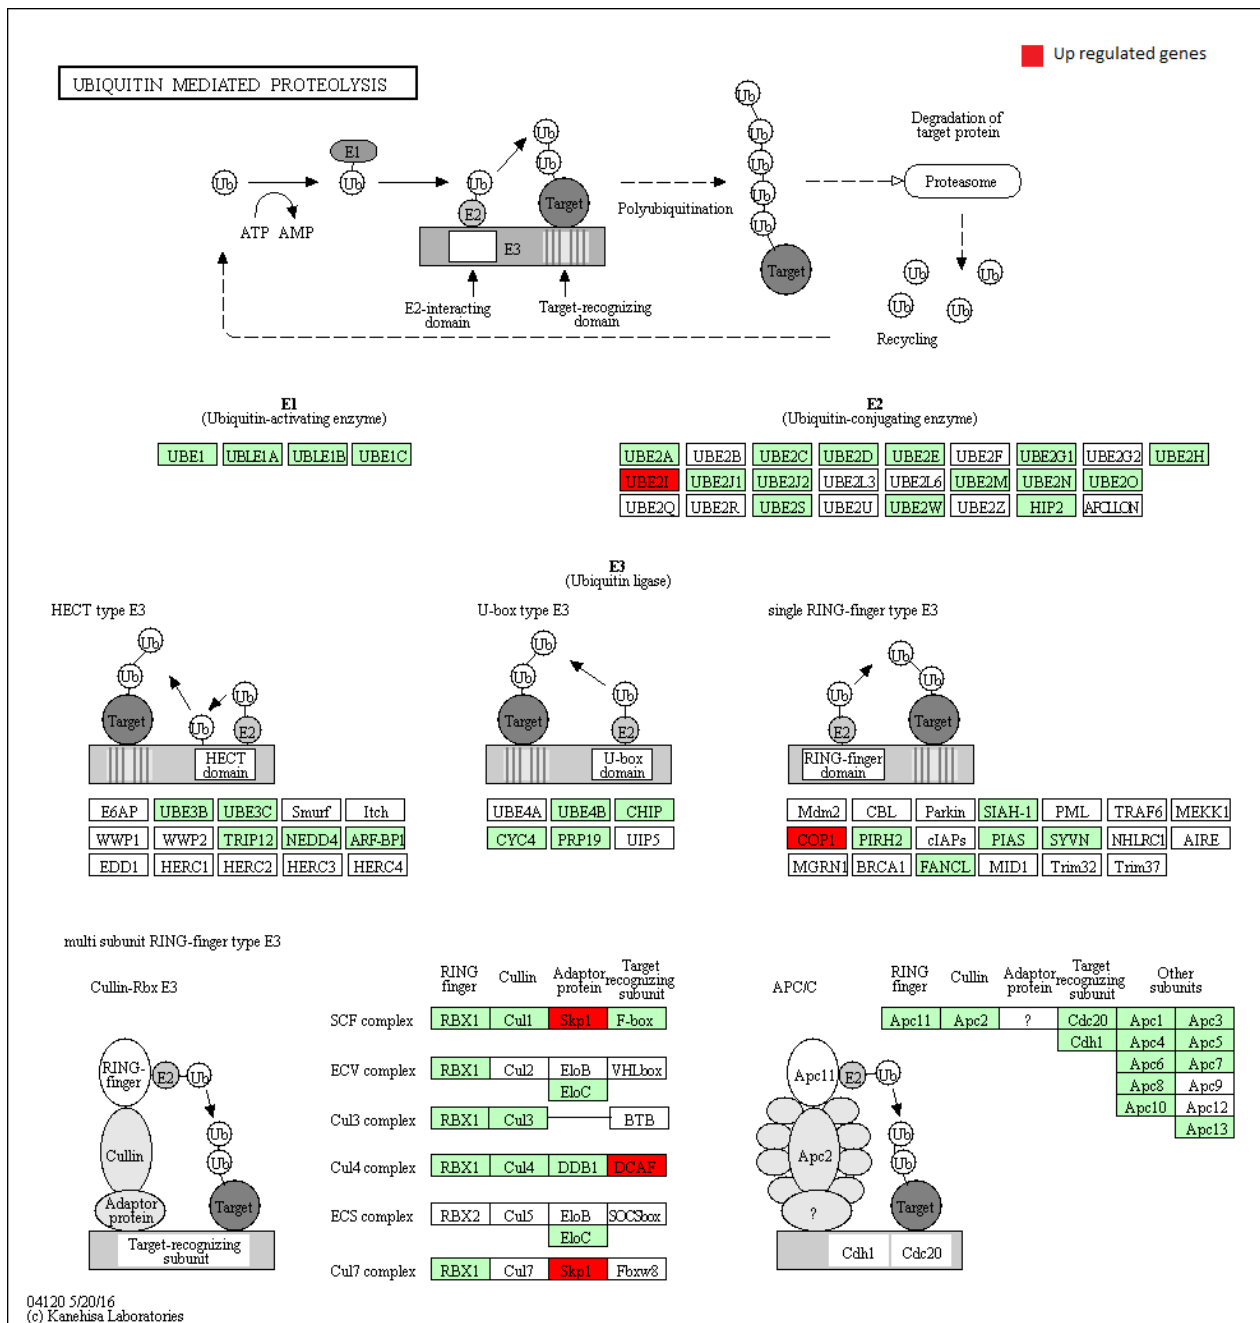 Up regulated genes
UBIQUITIN MEDIATED PROTEOLYSIS
Ub
E1
Ub
ATP AMP
Ub
E2
Ub
Ub
Target
E3
E2-interacting
domain
Target-recognizing
domain
Polyubiquitination
Ub
Ub
Ub
Ub
Ub
Target
Degradation of
target protein
Proteasome
Ub Ub
Ub Ub
Recycling
E1
(Ubiquitin-activating enzyme)
UBE1 UBLE1A UBLE1B UBE1C
E2
(Ubiquitin-conjugating enzyme)
UBE2A UBE2B UBE2C UBE2D UBE2E UBE2F UBE2G1 UBE2G2 UBE2H
UBE2I UBE2J1 UBE2J2 UBE2L3 UBE2L6 UBE2M UBE2N UBE2O
UBE2Q UBE2R UBE2S UBE2U UBE2W UBE2Z HIP2 APCLLON
E3
(Ubiquitin ligase)
HECT type E3
Ub
Ub
Target
Ub
Ub
E2
HECT
domain
E6AP UBE3B UBE3C Smurf Itch
WWP1 WWP2 TRIP12 NEDD4 ARF-BP1
EDD1 HERC1 HERC2 HERC3 HERC4
U-box type E3
Ub
Ub
Target
Ub
E2
U-box
domain
UBE4A UBE4B CHIP
CYC4 PRP19 UIP5
single RING-finger type E3
Ub
Ub
Ub
E2
Target
RING-finger
domain
Mdm2 CBL Parkin SIAH-1 PML TRAF6 MEKK1
COP1 PIRH2 cIAPs PIAS SYVN NHLRC1 AIRE
MGRN1 BRCA1 FANCL MID1 Trim32 Trim37
multi subunit RING-finger type E3
Cullin-Rbx E3
RING-
finger
E2
Ub
Cullin
Ub
Ub
Adaptor
protein
Target
Target-recognizing
subunit
RING
finger
Cullin
Adaptor
protein
Target
recognizing
subunit
SCF complex RBX1 Cul1 Skp1 F-box
ECV complex RBX1 Cul2 EloB VHLbox
EloC
Cul3 complex RBX1 Cul3 BTB
Cul4 complex RBX1 Cul4 DDB1 DCAF
ECS complex RBX2 Cul5 EloB SOCSbox
EloC
Cul7 complex RBX1 Cul7 Skp1 Fbxw8
APC/C
RING
finger
Cullin
Adaptor
protein
Target
recognizing
subunit
Other
subunits
Apc11 Apc2 ? Cdc20 Apc1 Apc3
Cdh1 Apc4 Apc5
Apc6 Apc7
Apc8 Apc9
Apc10 Apc12
Apc13
Apc11
E2
Ub
Apc2
Ub
Ub
?
Target
Cdh1 Cdc20
04120 5/20/16
(c) Kanehisa Laboratories